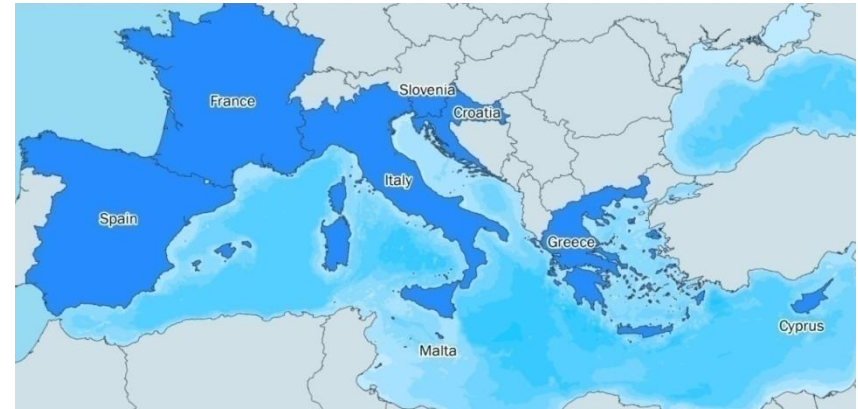 Slovenia
France
Croatia
Italy
Spain
Greece
Cyprus
Malta